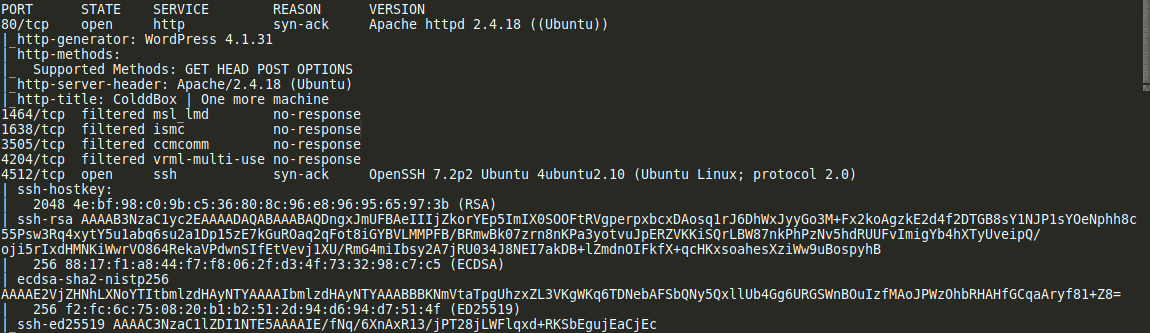 PORT STATE SERVICE REASON VERSION
80/tcp open http syn-ack Apache httpd 2.4.18 ((Ubuntu))
|_http-generator: WordPress 4.1.31
| http-methods:
|_ Supported Methods: GET HEAD POST OPTIONS
|_http-server-header: Apache/2.4.18 (Ubuntu)
|_http-title: ColddBox | One more machine
1464/tcp filtered msl_lmd no-response
1638/tcp filtered ismc no-response
3505/tcp filtered ccmcomm no-response
4204/tcp filtered vrml-multi-use no-response
4512/tcp open ssh syn-ack OpenSSH 7.2p2 Ubuntu 4ubuntu2.10 (Ubuntu Linux; protocol 2.0)
| ssh-hostkey:
| 2048 4e:bf:98:c0:9b:c5:36:80:8c:96:e8:96:95:65:97:3b (RSA)
| ssh-rsa AAAAB3NzaC1yc2EAAAADAQABAAABAQDngxJmUFBAeIIIjZkorYEp5ImIX0SOOFtRVgperpxbcxDAosq1rJ6DhWxJyyGo3M+Fx2koAgzkE2d4f2DTGB8sY1NJP1sYOeNphh8c
55Psw3Rq4xytY5u1abq6su2a1Dp15zE7kGuROaq2qFot8iGYBVLMMPFB/BRmwBk07zrn8nKPa3yotvuJpERZVKKiSQrLBW87nkPhPzNv5hdRUUFvImigYb4hXTyUveipQ/
oji5rIxdHMNKiWwrVO864RekaVPdwnSIfEtVevj1XU/RmG4miIbsy2A7jRU034J8NEI7akDB+lZmdnOIFkfX+qcHKxsoahesXziWw9uBospyhB
| 256 88:17:f1:a8:44:f7:f8:06:2f:d3:4f:73:32:98:c7:c5 (ECDSA)
| ecdsa-sha2-nistp256
AAAAE2VjZHNhLXNoYTItbmlzdHAyNTYAAAAIbmlzdHAyNTYAAABBBKNmVtaTpgUhzxZL3VKgWKq6TDNebAFSbQNy5QxllUb4Gg6URGSWnBOuIzfMAoJPWzOhbRHAHfGCqaAryf81+Z8=
| 256 f2:fc:6c:75:08:20:b1:b2:51:2d:94:d6:94:d7:51:4f (ED25519)
|_ssh-ed25519 AAAAC3NzaC1lZDI1NTE5AAAAIE/fNq/6XnAxR13/jPT28jLWFlqxd+RKSbEgujEaCjEc